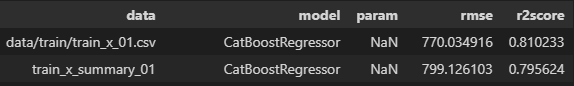 data model param rmse r2score
data/train/train_x_01.csv CatBoostRegressor NaN 770.034916 0.810233
train_x_summary_01 CatBoostRegressor NaN 799.126103 0.795624